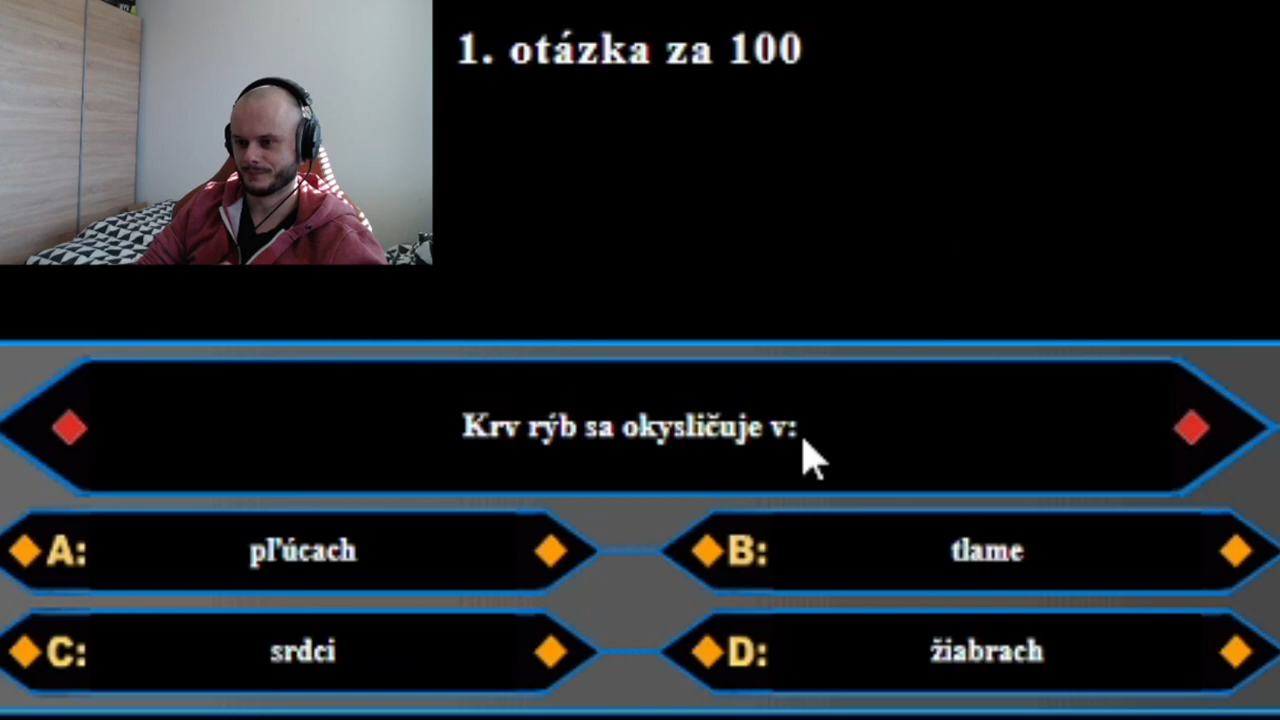 1. otázka za 100
Krv rýb sa okysličuje v:
A: pľúcach
B: tlame
C: srdci
D: žiabrach